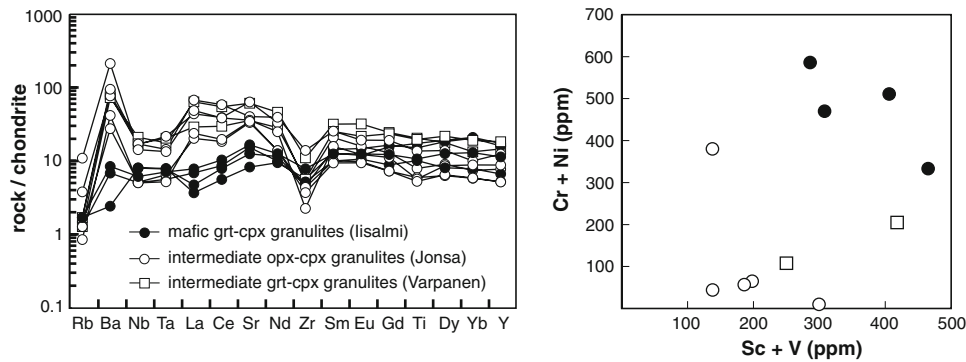 1000
100
10
1
0.1
rock / chondrite
mafic grt-cpx granulites (Iisalmi)
intermediate opx-cpx granulites (Jonsa)
intermediate grt-cpx granulites (Varpanen)
Rb Ba Nb Ta La Ce Sr Nd Zr Sm Eu Gd Ti Dy Yb Y
700
600
500
400
300
200
100
Cr + Ni (ppm)
100 200 300 400 500
Sc + V (ppm)